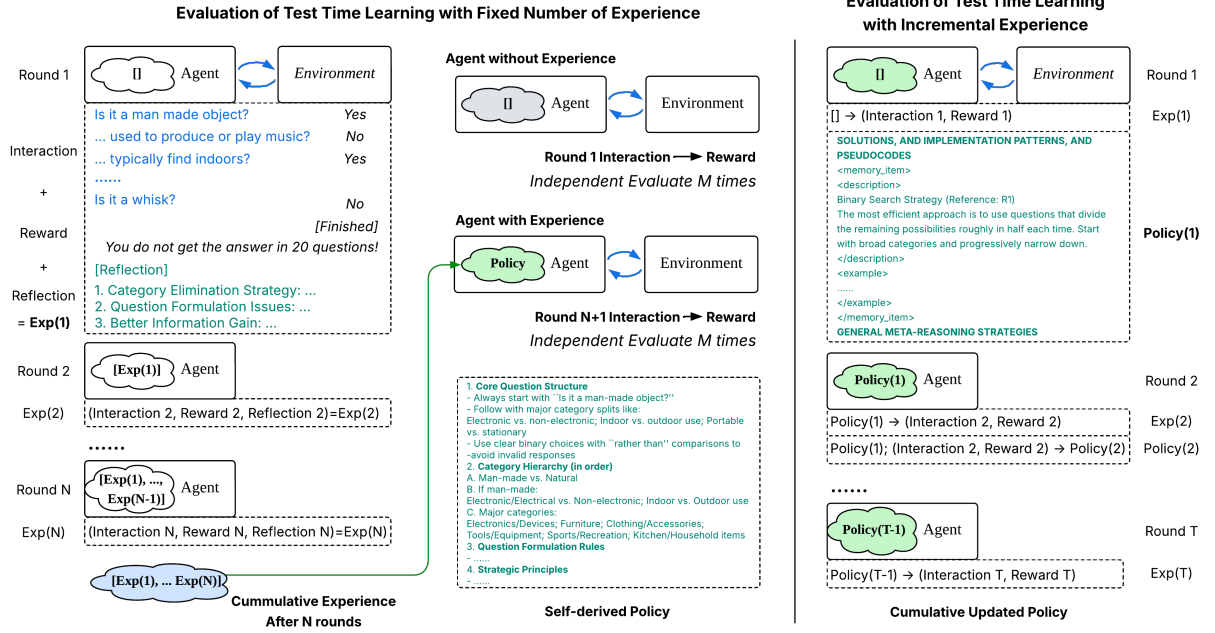 Evaluation of Test Time Learning with Fixed Number of Experience
Round 1
[]
Agent
Environment
Is it a man made object?
Yes
... used to produce or play music?
No
... typically find indoors?
Yes
......
Is it a whisk?
No
[Finished]
You do not get the answer in 20 questions!
[Reflection]
1. Category Elimination Strategy: ...
2. Question Formulation Issues: ...
3. Better Information Gain: ...
Interaction
+
Reward
+
Reflection
= Exp(1)
Round 2
[Exp(1)]
Agent
Exp(2)
(Interaction 2, Reward 2, Reflection 2)=Exp(2)
......
Round N
[Exp(1), ...,
Exp(N-1)]
Agent
Exp(N)
(Interaction N, Reward N, Reflection N)=Exp(N)
[Exp(1), ... Exp(N)]
Cummulative Experience
After N rounds
Agent without Experience
[]
Agent
Environment
Round 1 Interaction
Reward
Independent Evaluate M times
Agent with Experience
Policy
Agent
Environment
Round N+1 Interaction
Reward
Independent Evaluate M times
1. Core Question Structure
- Always start with ``Is it a man-made object?''
- Follow with major category splits like:
Electronic vs. non-electronic; Indoor vs. outdoor use; Portable
vs. stationary
- Use clear binary choices with ``rather than'' comparisons to
-avoid invalid responses
2. Category Hierarchy (in order)
A. Man-made vs. Natural
B. If man-made:
Electronic/Electrical vs. Non-electronic; Indoor vs. Outdoor use
C. Major categories:
Electronics/Devices; Furniture; Clothing/Accessories;
Tools/Equipment; Sports/Recreation; Kitchen/Household items
3. Question Formulation Rules
- ......
4. Strategic Principles
- ......
Self-derived Policy
Evaluation of Test Time Learning
with Incremental Experience
[]
Agent
Environment
Round 1
[] → (Interaction 1, Reward 1)
Exp(1)
SOLUTIONS, AND IMPLEMENTATION PATTERNS, AND
PSEUDOCODES
<memory_item>
<description>
Binary Search Strategy (Reference: R1)
The most efficient approach is to use questions that divide
the remaining possibilities roughly in half each time. Start
with broad categories and progressively narrow down.
</description>
<example>
......
</example>
</memory_item>
GENERAL META-REASONING STRATEGIES
Policy(1)
Policy(1)
Agent
Round 2
Policy(1) → (Interaction 2, Reward 2)
Exp(2)
Policy(1); (Interaction 2, Reward 2) → Policy(2)
Policy(2)
......
Policy(T-1)
Agent
Round T
Policy(T-1) → (Interaction T, Reward T)
Exp(T)
Cumulative Updated Policy